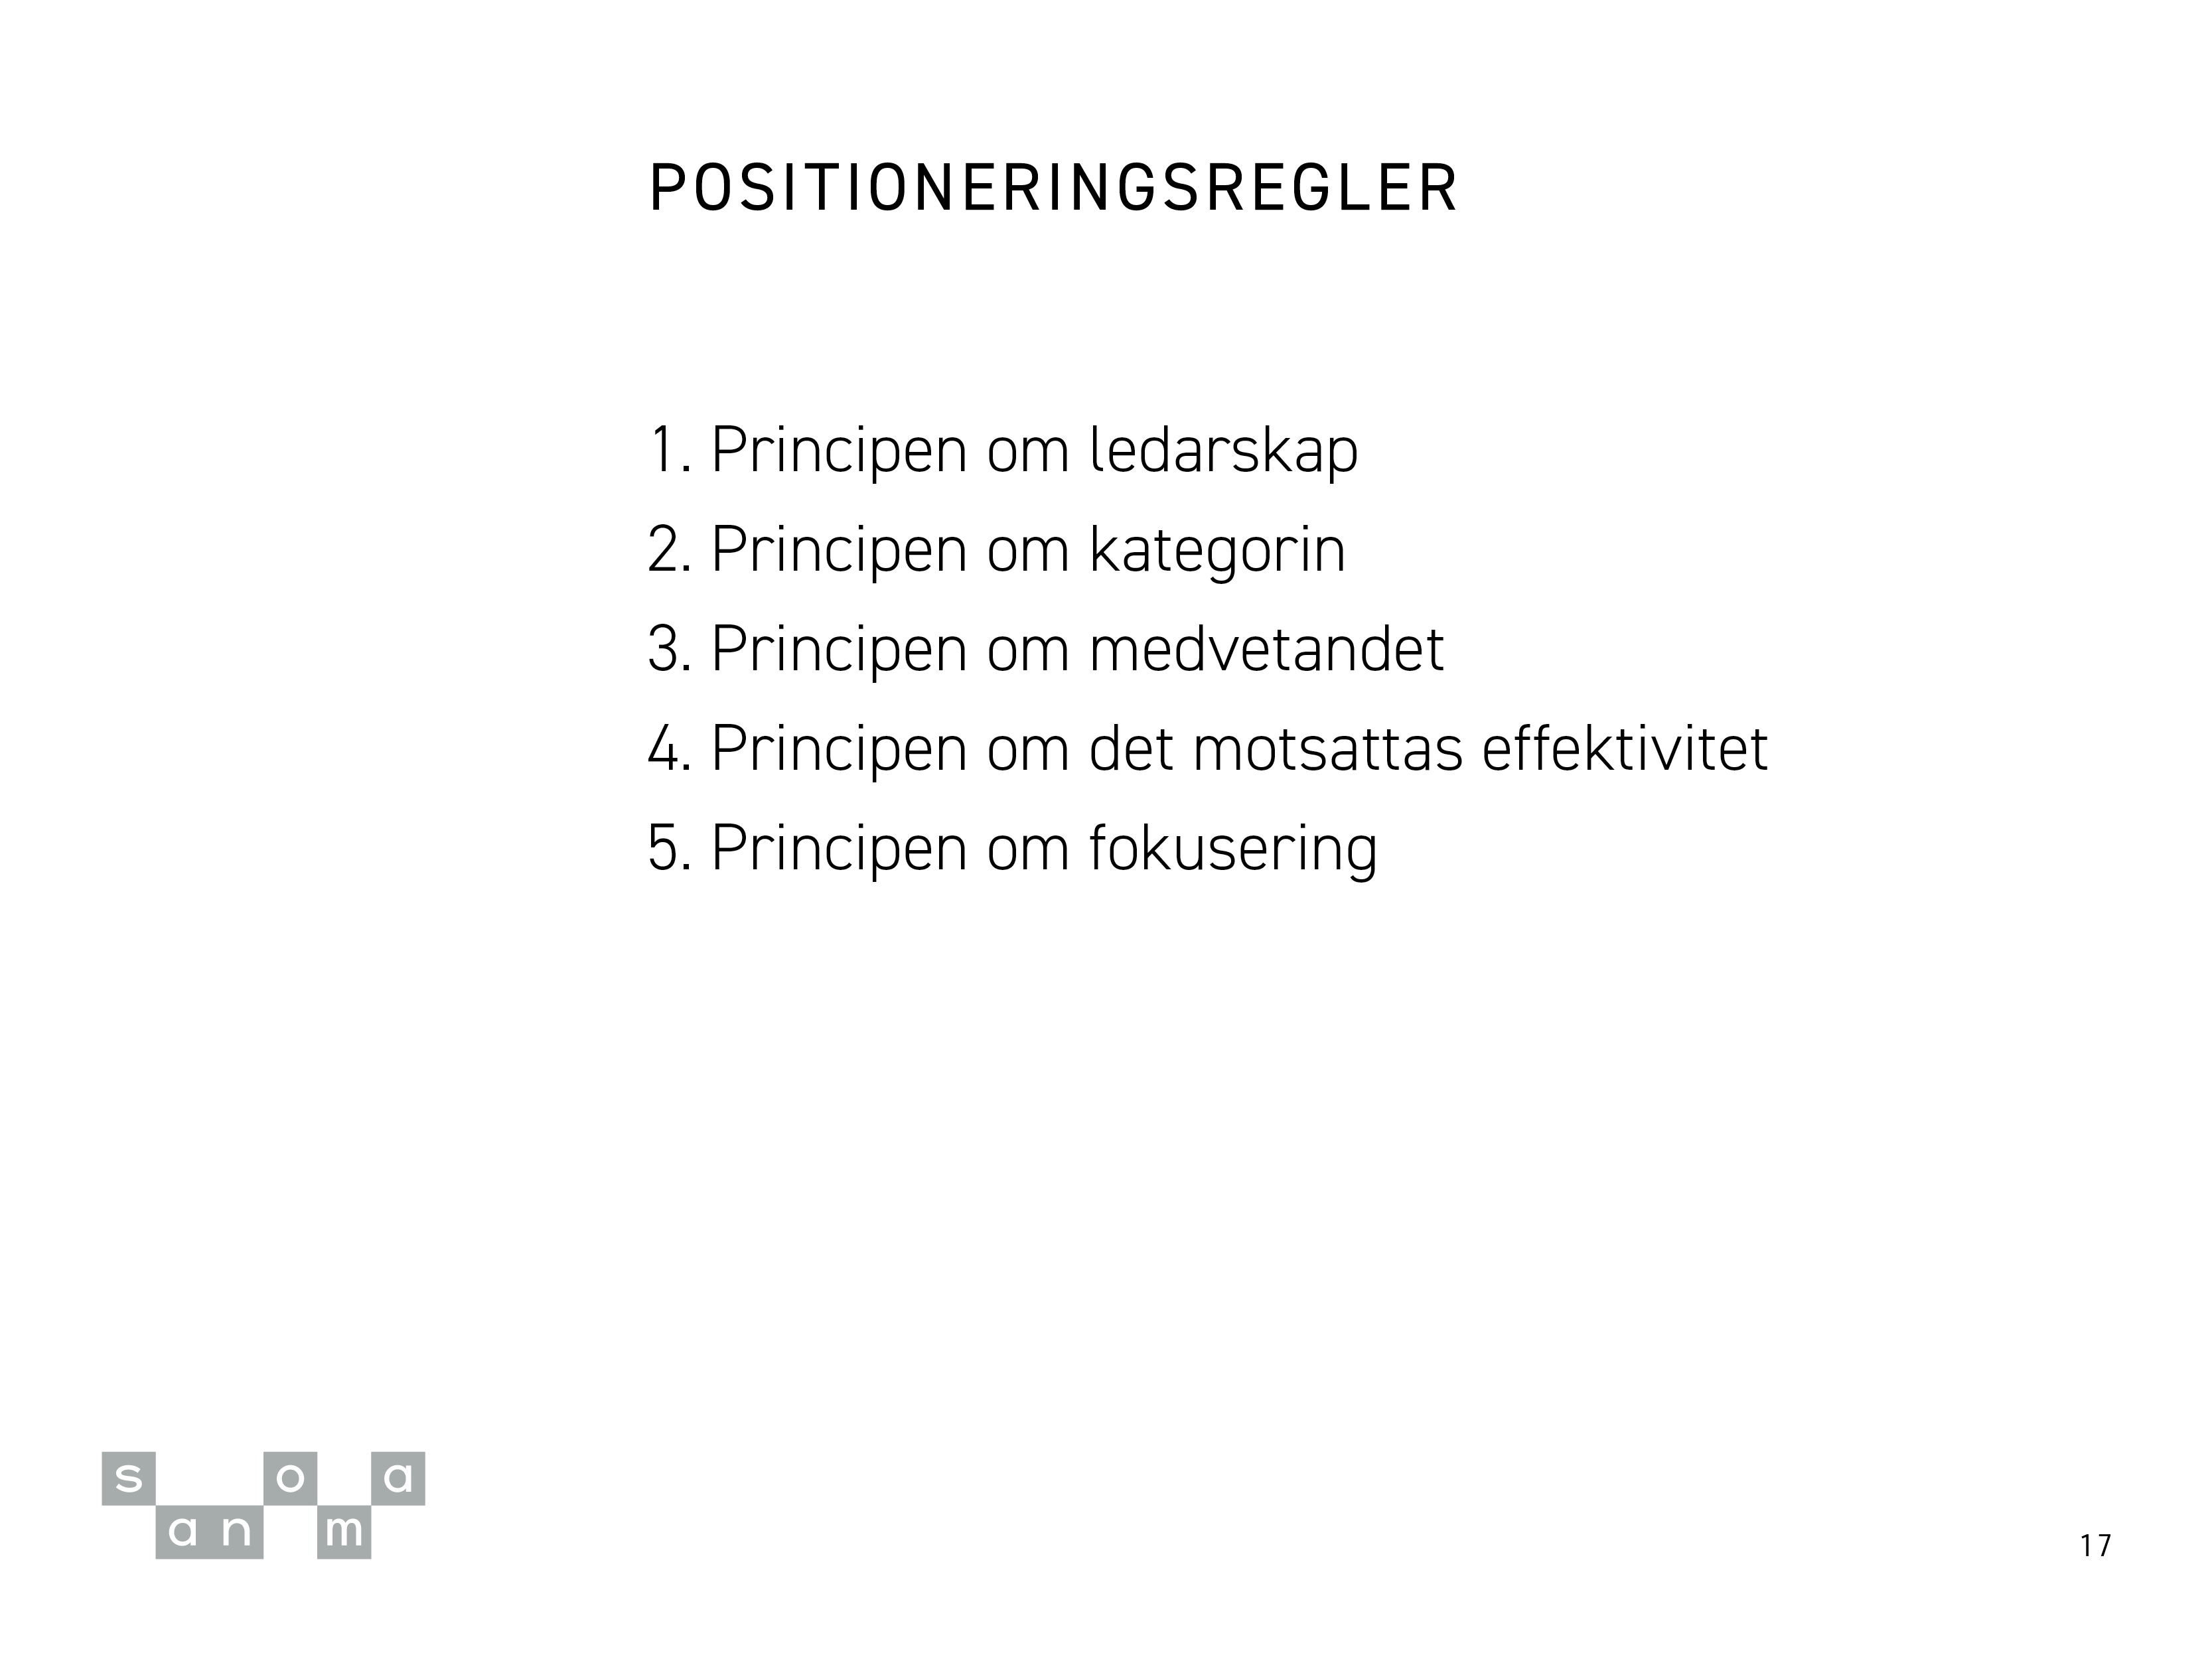 POSITIONERINGSREGLER
1. Principen om ledarskap
2. Principen om kategorin
3. Principen om medvetandet
4. Principen om det motsattas effektivitet
5. Principen om fokusering
sanoma
17